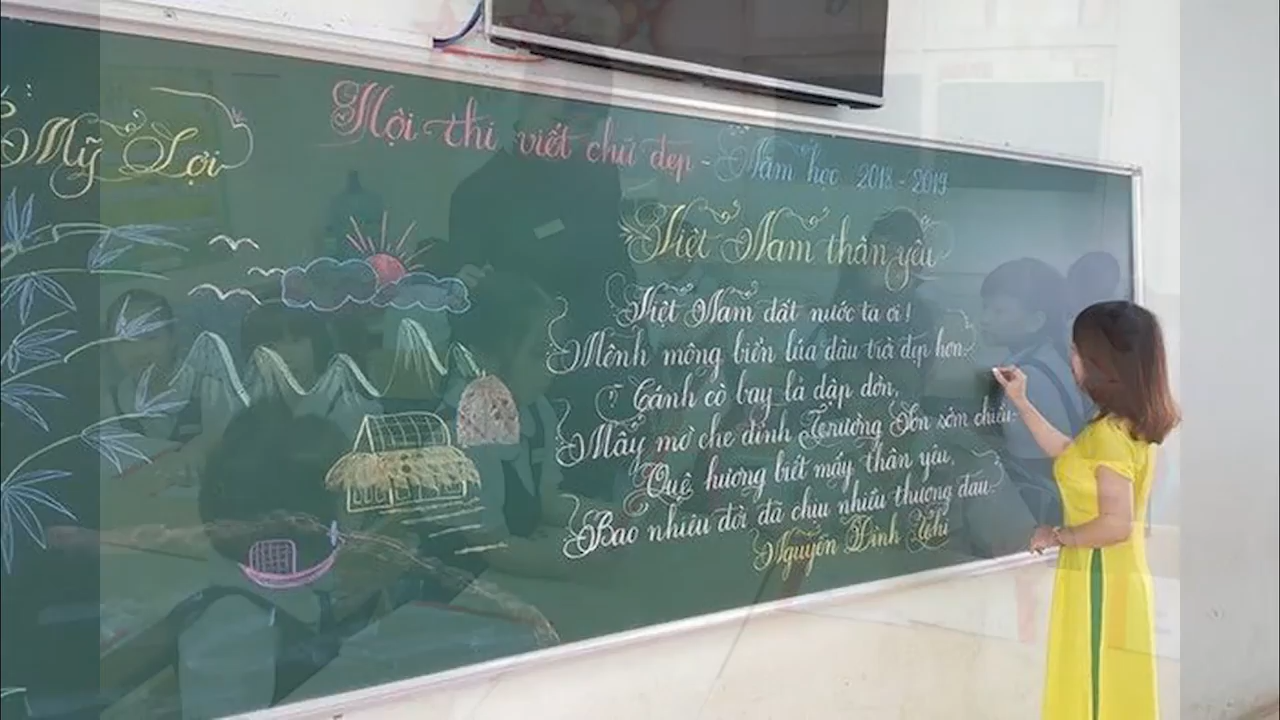 Mỹ Lợi
Hội thi viết chữ đẹp - Năm học 2018 - 2019
Việt Nam thân yêu
Việt Nam đất nước ta ơi!
Mênh mông biển lúa đâu trời đẹp hơn.
Cánh cò bay lả dập dờn,
Mây mờ che đỉnh Trường Sơn sớm chiều.
Quê hương biết mấy thân yêu,
Bao nhiêu đời đã chịu nhiều thương đau.
Nguyễn Đình Thi